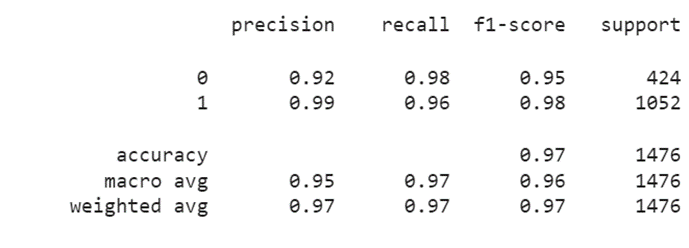 precision recall f1-score support
0 0.92 0.98 0.95 424
1 0.99 0.96 0.98 1052
accuracy 0.97 1476
macro avg 0.95 0.97 0.96 1476
weighted avg 0.97 0.97 0.97 1476